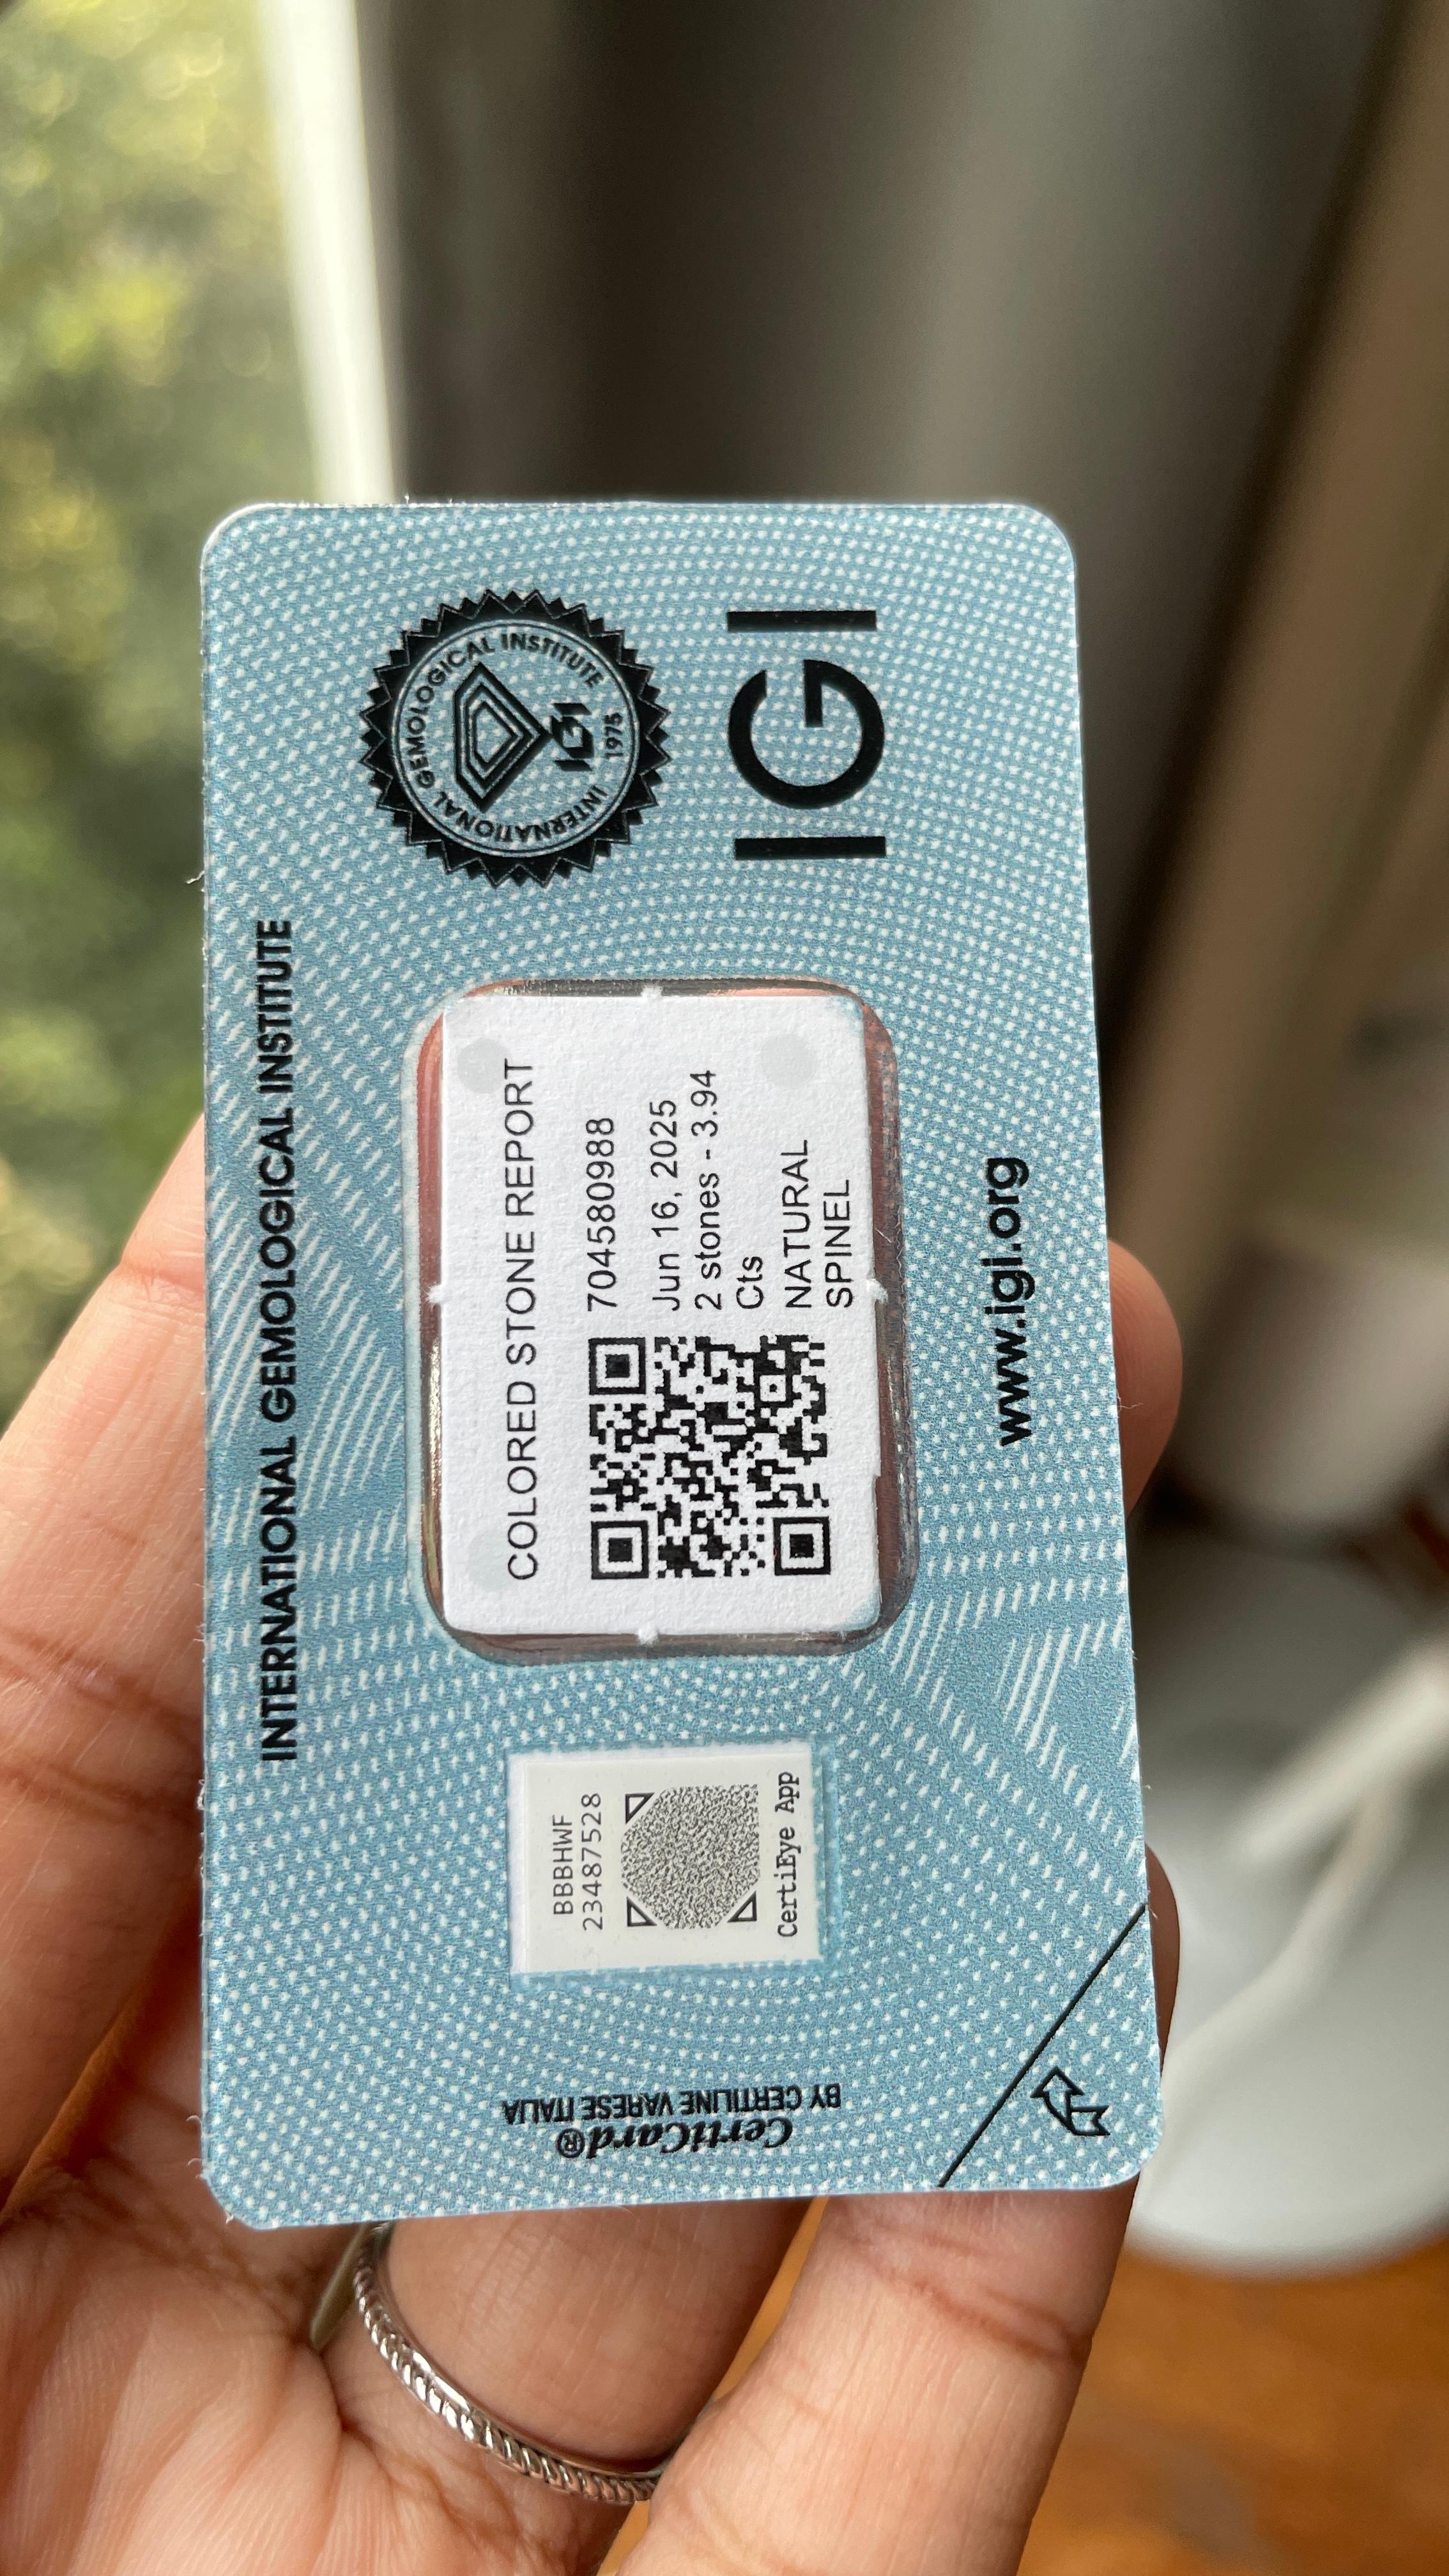 INTERNATIONAL GEMOLOGICAL INSTITUTE
INTERNATIONAL GEMOLOGICAL INSTITUTE
IGI
1975
IGI
COLORED STONE REPORT
704580988
Jun 16, 2025
2 stones - 3.94
Cts
NATURAL
SPINEL
BBBHWF
23487528
CertiEye App
www.igi.org
CertiCard®
BY CERTILINE VARESE ITALIA